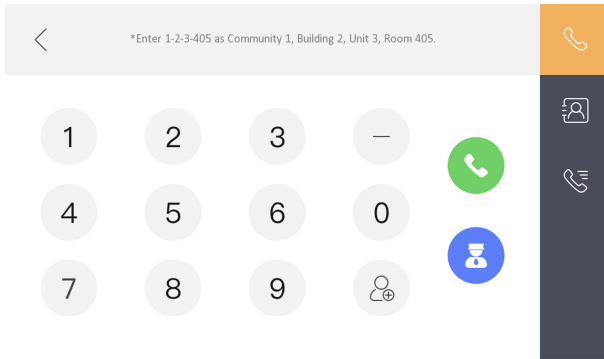 *Enter 1-2-3-405 as Community 1, Building 2, Unit 3, Room 405.
1 2 3 —
4 5 6 0
7 8 9